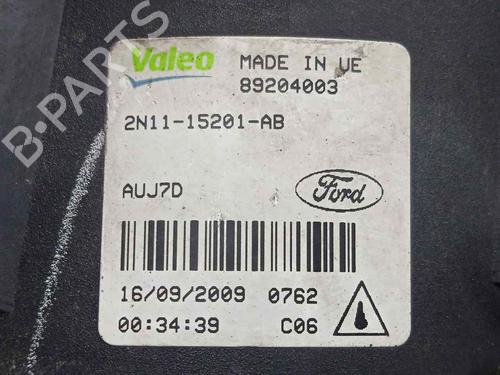 Valeo MADE IN UE
89204003
2N11-15201-AB
AUJ7D
Ford
16/09/2009 0762
00:34:39 C06
B-PARTS